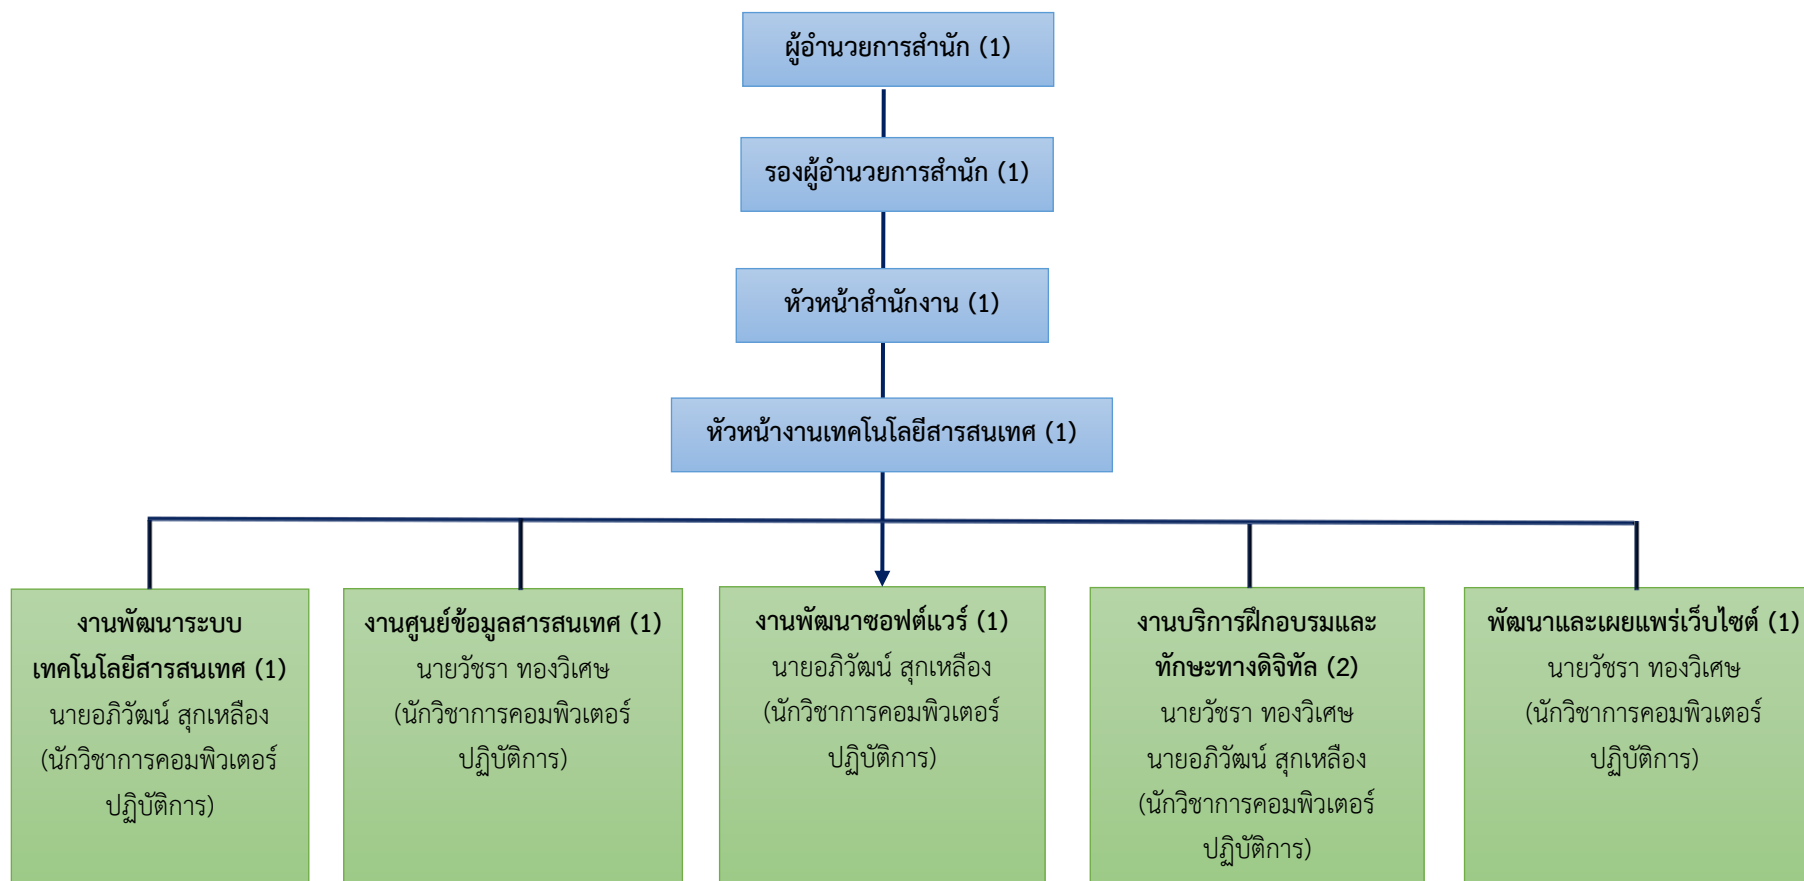 ผู้อำนวยการสำนัก (1)
รองผู้อำนวยการสำนัก (1)
หัวหน้าสำนักงาน (1)
หัวหน้างานเทคโนโลยีสารสนเทศ (1)
งานพัฒนาระบบ
เทคโนโลยีสารสนเทศ (1)
นายอภิวัฒน์ สุกเหลือง
(นักวิชาการคอมพิวเตอร์
ปฏิบัติการ)
งานศูนย์ข้อมูลสารสนเทศ (1)
นายวัชรา ทองวิเศษ
(นักวิชาการคอมพิวเตอร์
ปฏิบัติการ)
งานพัฒนาซอฟต์แวร์ (1)
นายอภิวัฒน์ สุกเหลือง
(นักวิชาการคอมพิวเตอร์
ปฏิบัติการ)
งานบริการฝึกอบรมและ
ทักษะทางดิจิทัล (2)
นายวัชรา ทองวิเศษ
นายอภิวัฒน์ สุกเหลือง
(นักวิชาการคอมพิวเตอร์
ปฏิบัติการ)
พัฒนาและเผยแพร่เว็บไซต์ (1)
นายวัชรา ทองวิเศษ
(นักวิชาการคอมพิวเตอร์
ปฏิบัติการ)